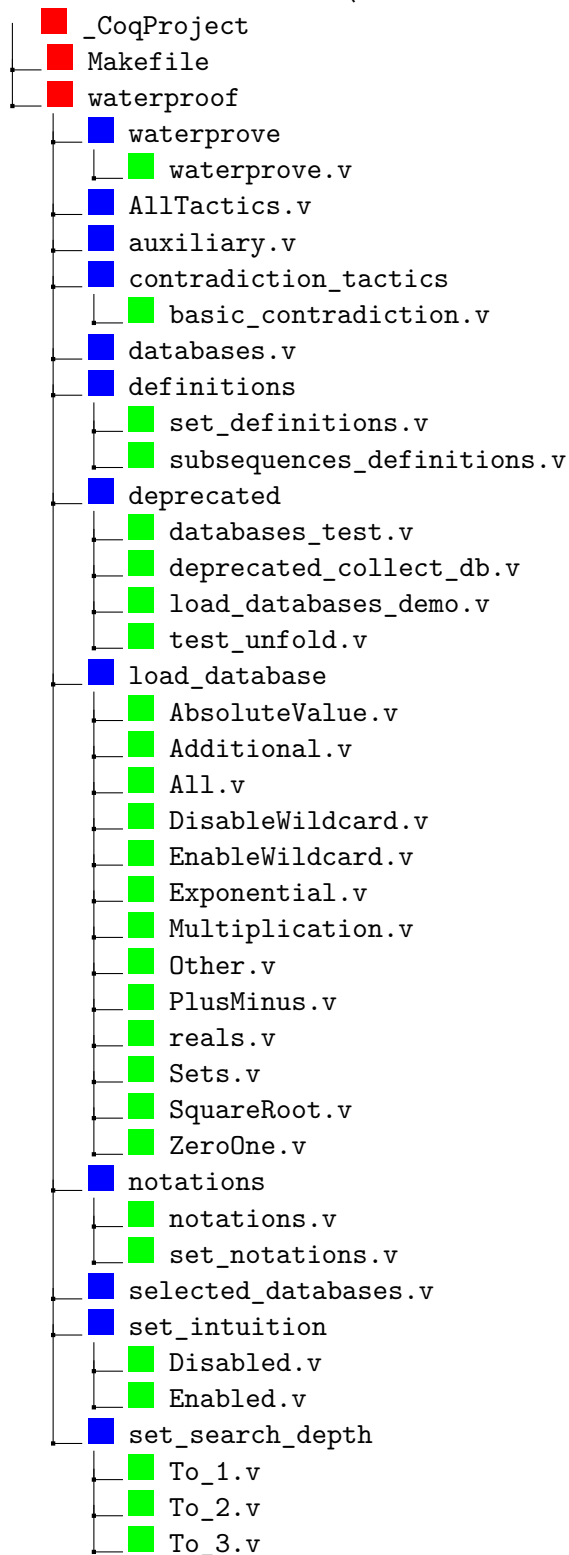 _CoqProject
Makefile
waterproof
waterprove
waterprove.v
AllTactics.v
auxiliary.v
contradiction_tactics
basic_contradiction.v
databases.v
definitions
set_definitions.v
subsequences_definitions.v
deprecated
databases_test.v
deprecated_collect_db.v
load_databases_demo.v
test_unfold.v
load_database
AbsoluteValue.v
Additional.v
All.v
DisableWildcard.v
EnableWildcard.v
Exponential.v
Multiplication.v
Other.v
PlusMinus.v
reals.v
Sets.v
SquareRoot.v
ZeroOne.v
notations
notations.v
set_notations.v
selected_databases.v
set_intuition
Disabled.v
Enabled.v
set_search_depth
To_1.v
To_2.v
To_3.v